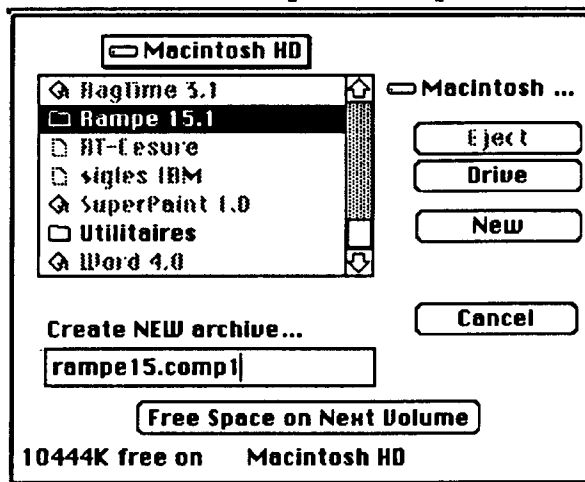 Macintosh HD
RagTime 3.1
Rampe 15.1
RT-Cesure
sigles IBM
SuperPaint 1.0
Utilitaires
Word 4.0
Macintosh ...
Eject
Drive
New
Cancel
Create NEW archive...
rampe15.comp1
Free Space on Next Volume
10444K free on Macintosh HD